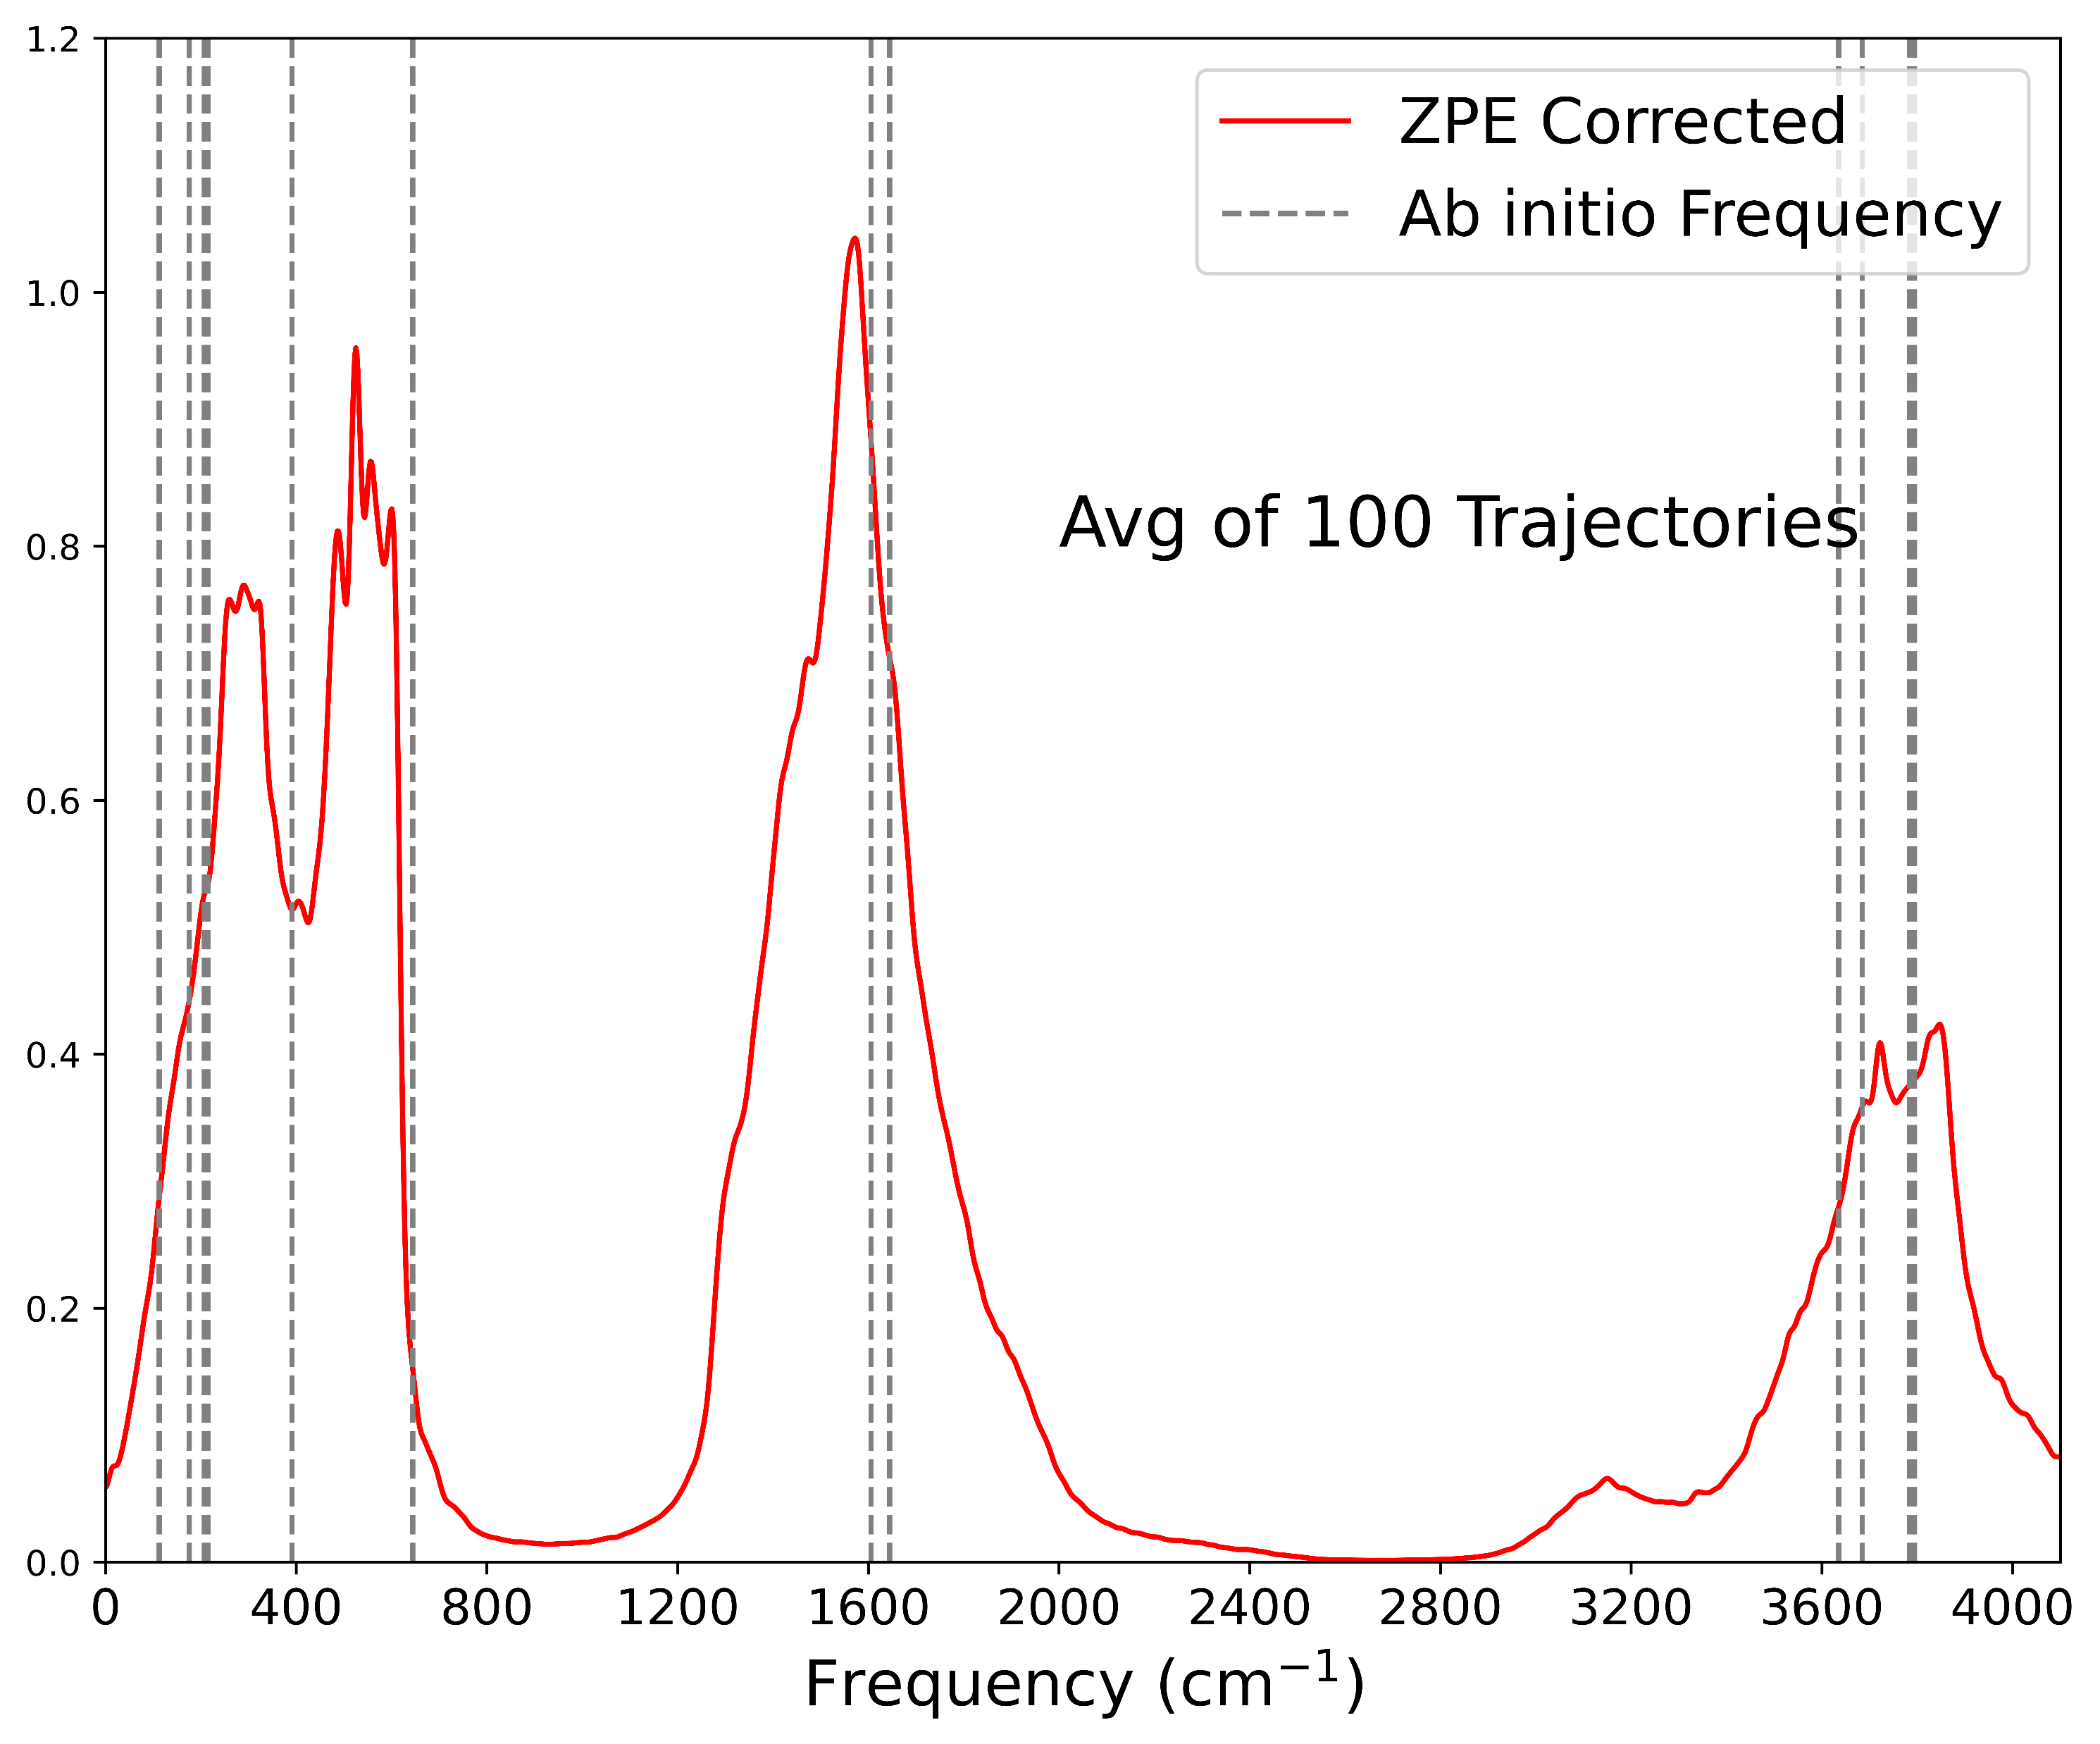 1.2
1.0
0.8
0.6
0.4
0.2
0.0
ZPE Corrected
Ab initio Frequency
Avg of 100 Trajectories
0 400 800 1200 1600 2000 2400 2800 3200 3600 4000
Frequency (cm⁻¹)